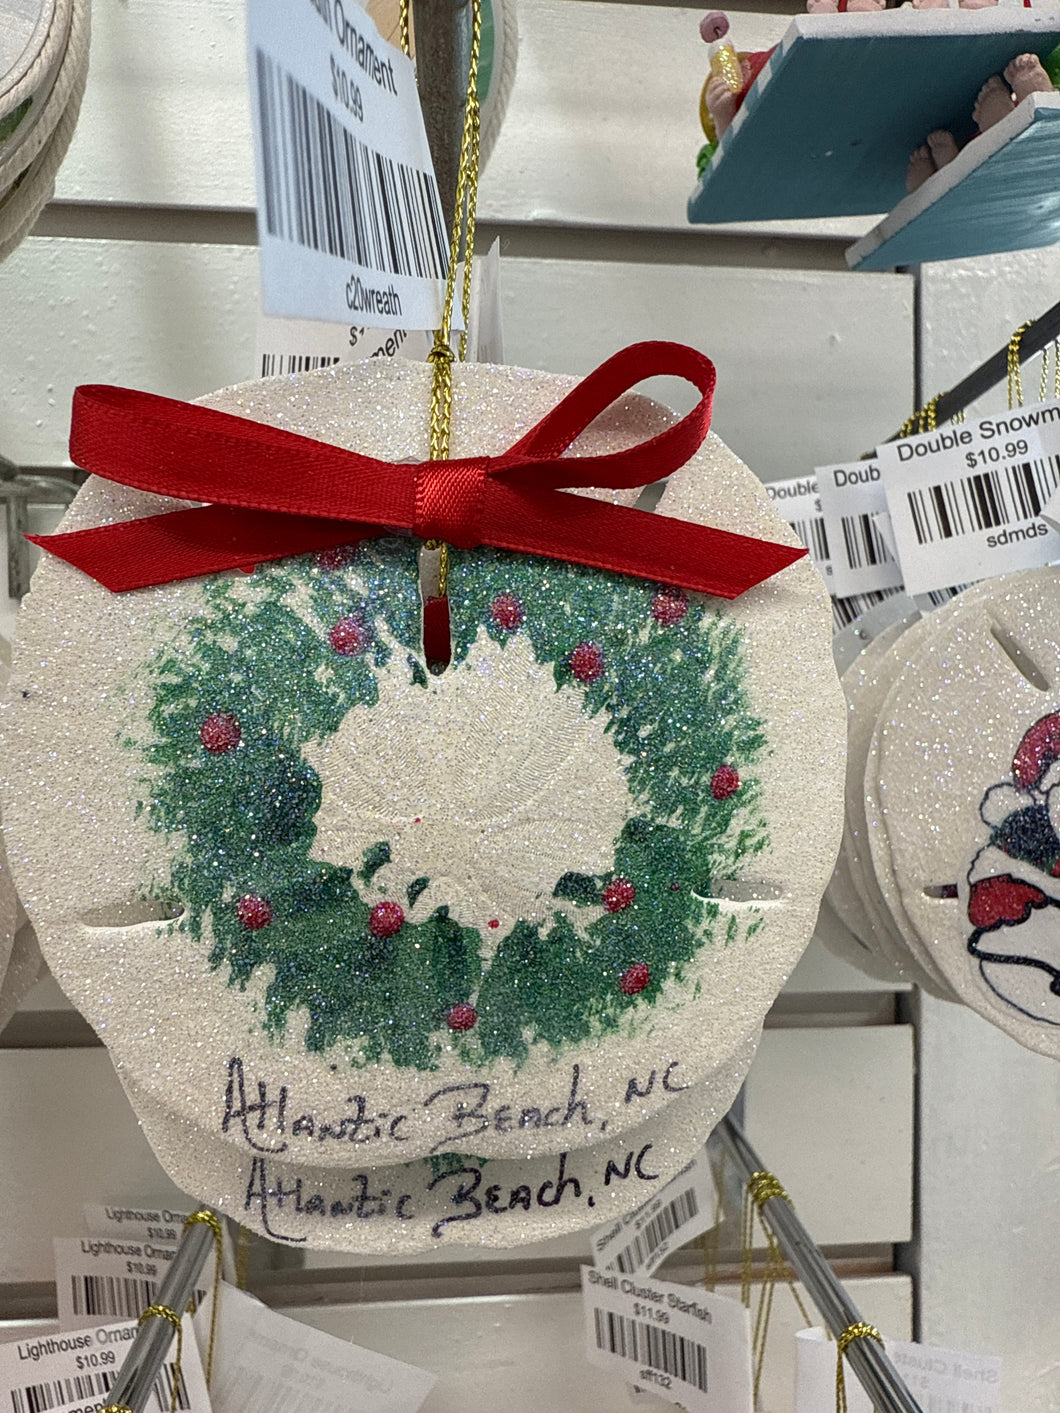 Ornament
$10.99
c20wreath
Double Snowm
$10.99
sdmds
Doub
Double
Atlantic Beach, NC
Atlantic Beach, NC
Lighthouse Orna
$10.99
Lighthouse Ornam
$10.99
Lighthouse Ornam
$10.99
Shell Cluster Starfish
$11.99
sff132